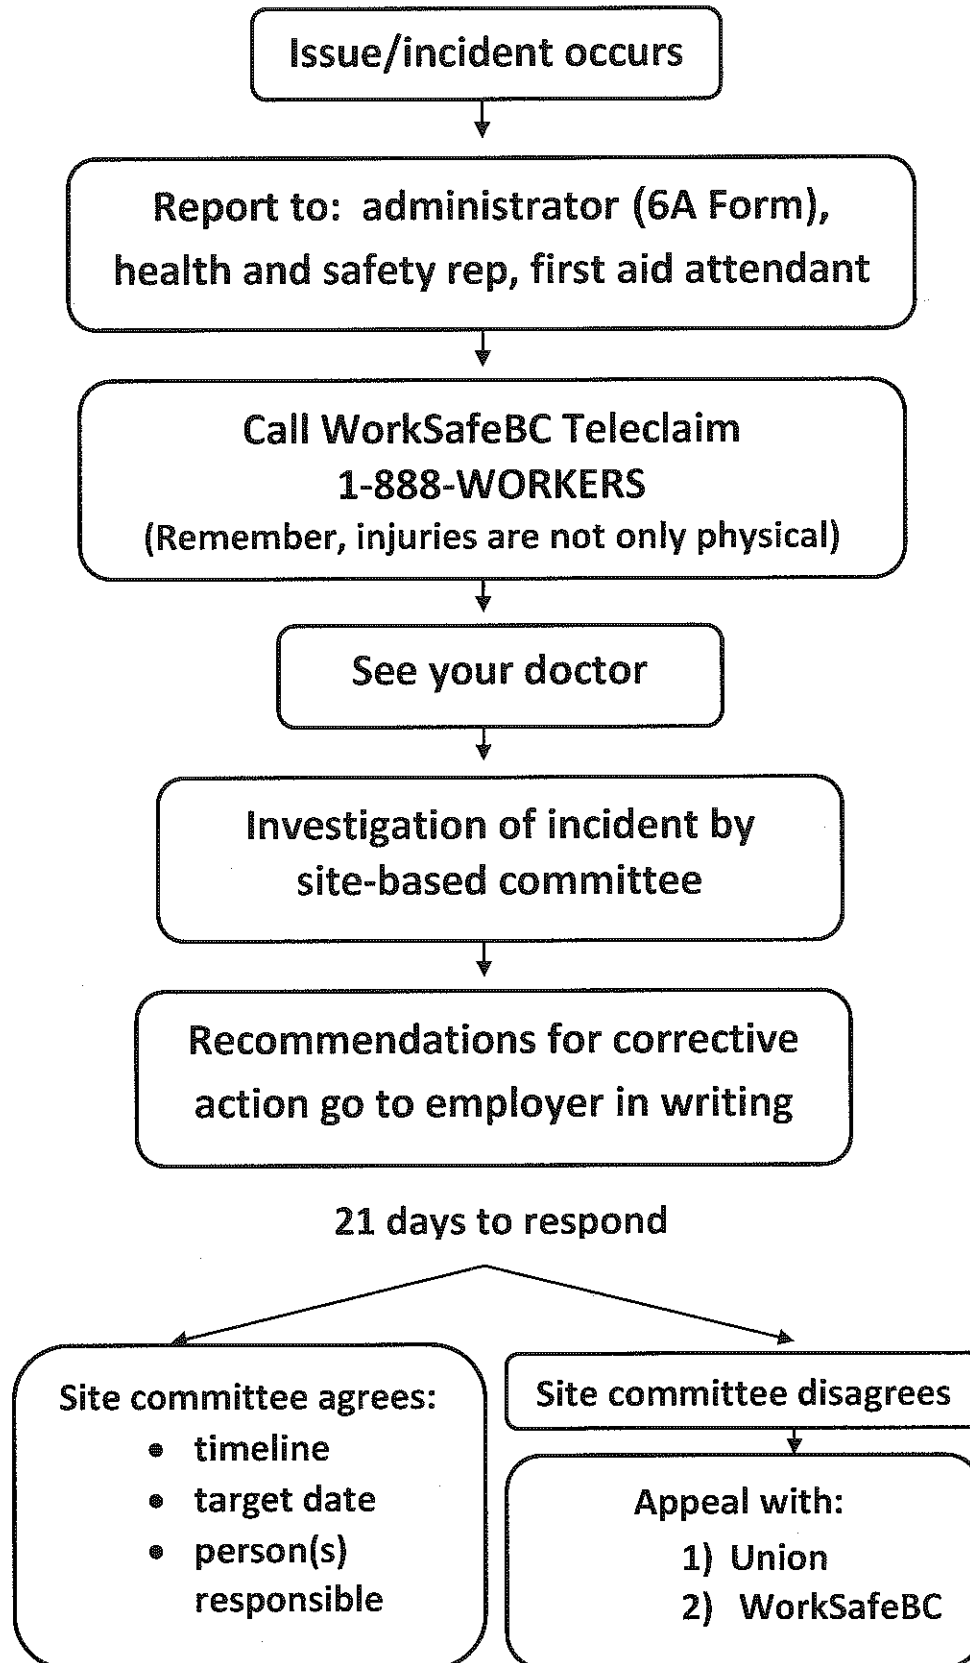 Issue/incident occurs
Report to: administrator (6A Form),
health and safety rep, first aid attendant
Call WorkSafeBC Teleclaim
1-888-WORKERS
(Remember, injuries are not only physical)
See your doctor
Investigation of incident by
site-based committee
Recommendations for corrective
action go to employer in writing
21 days to respond
Site committee agrees:
• timeline
• target date
• person(s)
responsible
Site committee disagrees
Appeal with:
1) Union
2) WorkSafeBC